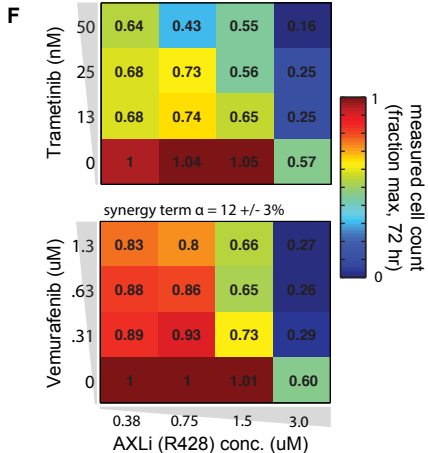 F
Trametinib (nM)
50 0.64 0.43 0.55 0.16
25 0.68 0.73 0.56 0.25
13 0.68 0.74 0.65 0.25
0 1 1.04 1.05 0.57
1
0
measured cell count
(fraction max, 72 hr)
synergy term α = 12 +/- 3%
Vemurafenib (uM)
1.3 0.83 0.8 0.66 0.27
.63 0.88 0.86 0.65 0.26
.31 0.89 0.93 0.73 0.29
0 1 1 1.01 0.60
0.38 0.75 1.5 3.0
AXLi (R428) conc. (uM)